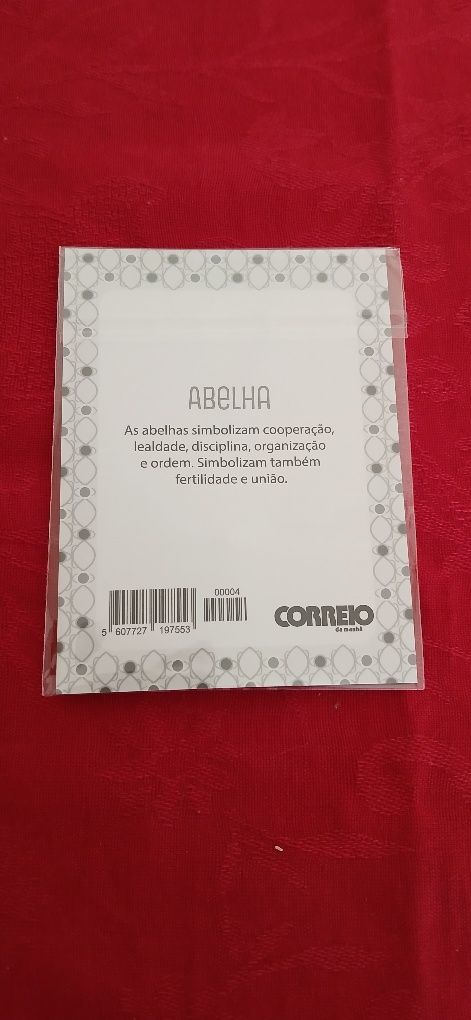 ABeLHA
As abelhas simbolizam cooperação,
lealdade, disciplina, organização
e ordem. Simbolizam também
fertilidade e união.
00004
5 607727 197553
CORREIO
da manhã